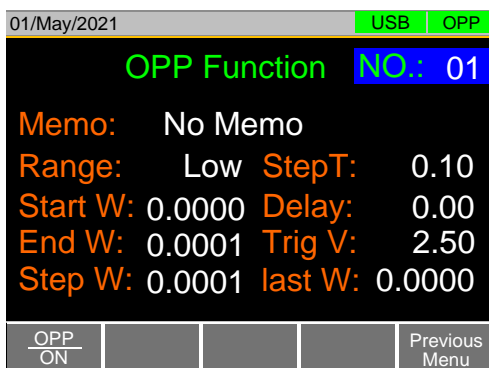 01/May/2021 USB OPP
OPP Function NO.: 01
Memo: No Memo
Range: Low StepT: 0.10
Start W: 0.0000 Delay: 0.00
End W: 0.0001 Trig V: 2.50
Step W: 0.0001 last W: 0.0000
OPP
ON
Previous
Menu